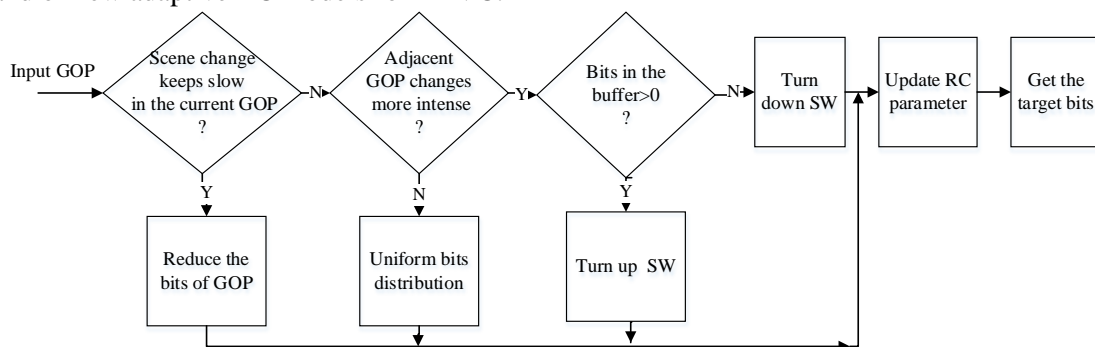 Input GOP
Scene change
keeps slow
in the current GOP
?
N
Adjacent
GOP changes
more intense
?
Y
Bits in the
buffer>0
?
N
Turn
down SW
Update RC
parameter
Get the
target bits
Y
N
Y
Reduce the
bits of GOP
Uniform bits
distribution
Turn up SW